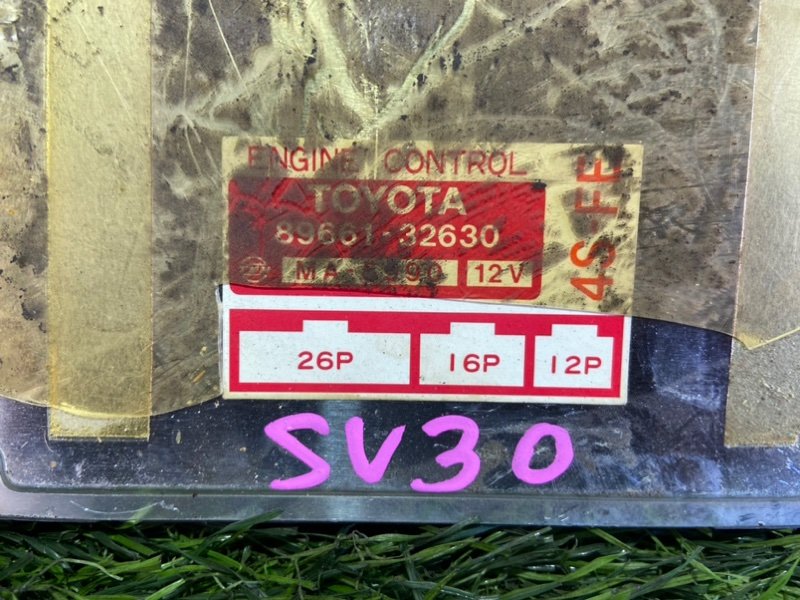 ENGINE CONTROL
4S-FE
TOYOTA
89661-32630
12V
26P 16P 12P
SV30